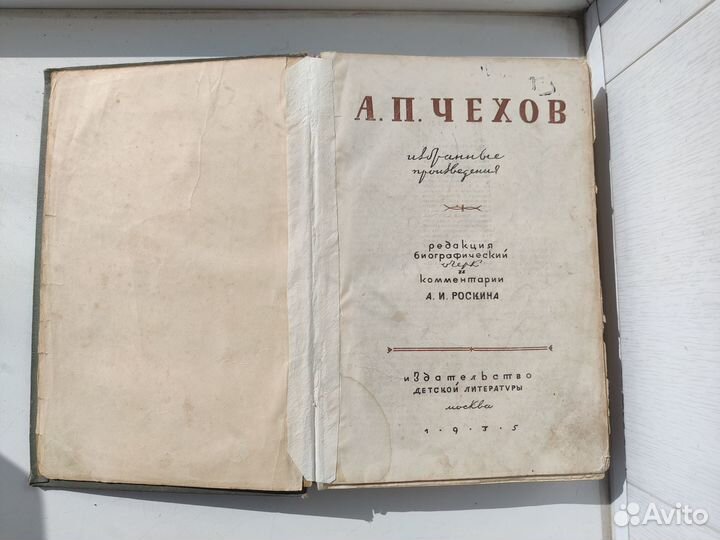 А.П. ЧЕХОВ
избранные
произведения
редакция
биографический
очерк
и
комментарии
А. И. РОСКИНА
издательство
ДЕТСКОЙ ЛИТЕРАТУРЫ
москва
1 • 9 • 3 • 5
Avito